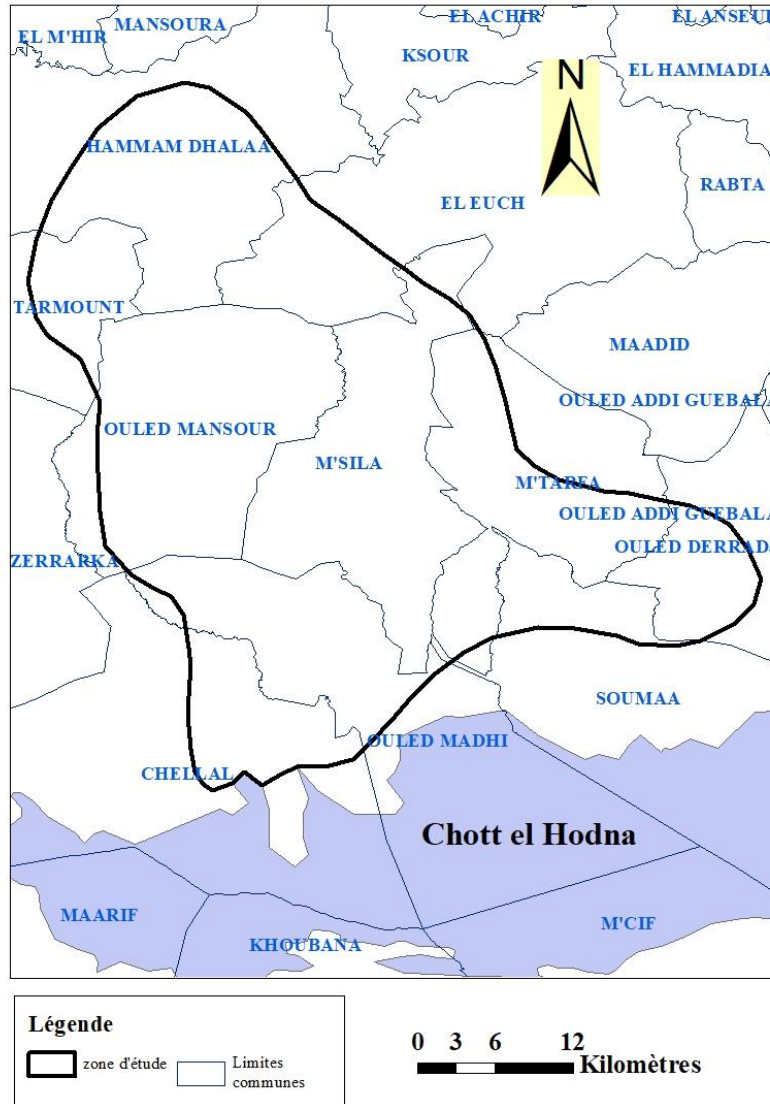 EL ACHIR
EL ANSEU
MANSOURA
EL M'HIR
KSOUR
N
EL HAMMADIA
HAMMAM DHALAA
RABTA
EL EUCH
TARMOUNT
MAADID
OULED ADDI GUEBALA
OULED MANSOUR
M'SILA
M'TARFA
OULED ADDI GUEBALA
OULED DERRADJ
ZERRARKA
SOUMAA
OULED MADHI
CHELLAL
Chott el Hodna
MAARIF
M'CIF
KHOUBANA
Légende
zone d'étude
Limites
communes
0 3 6 12
Kilomètres